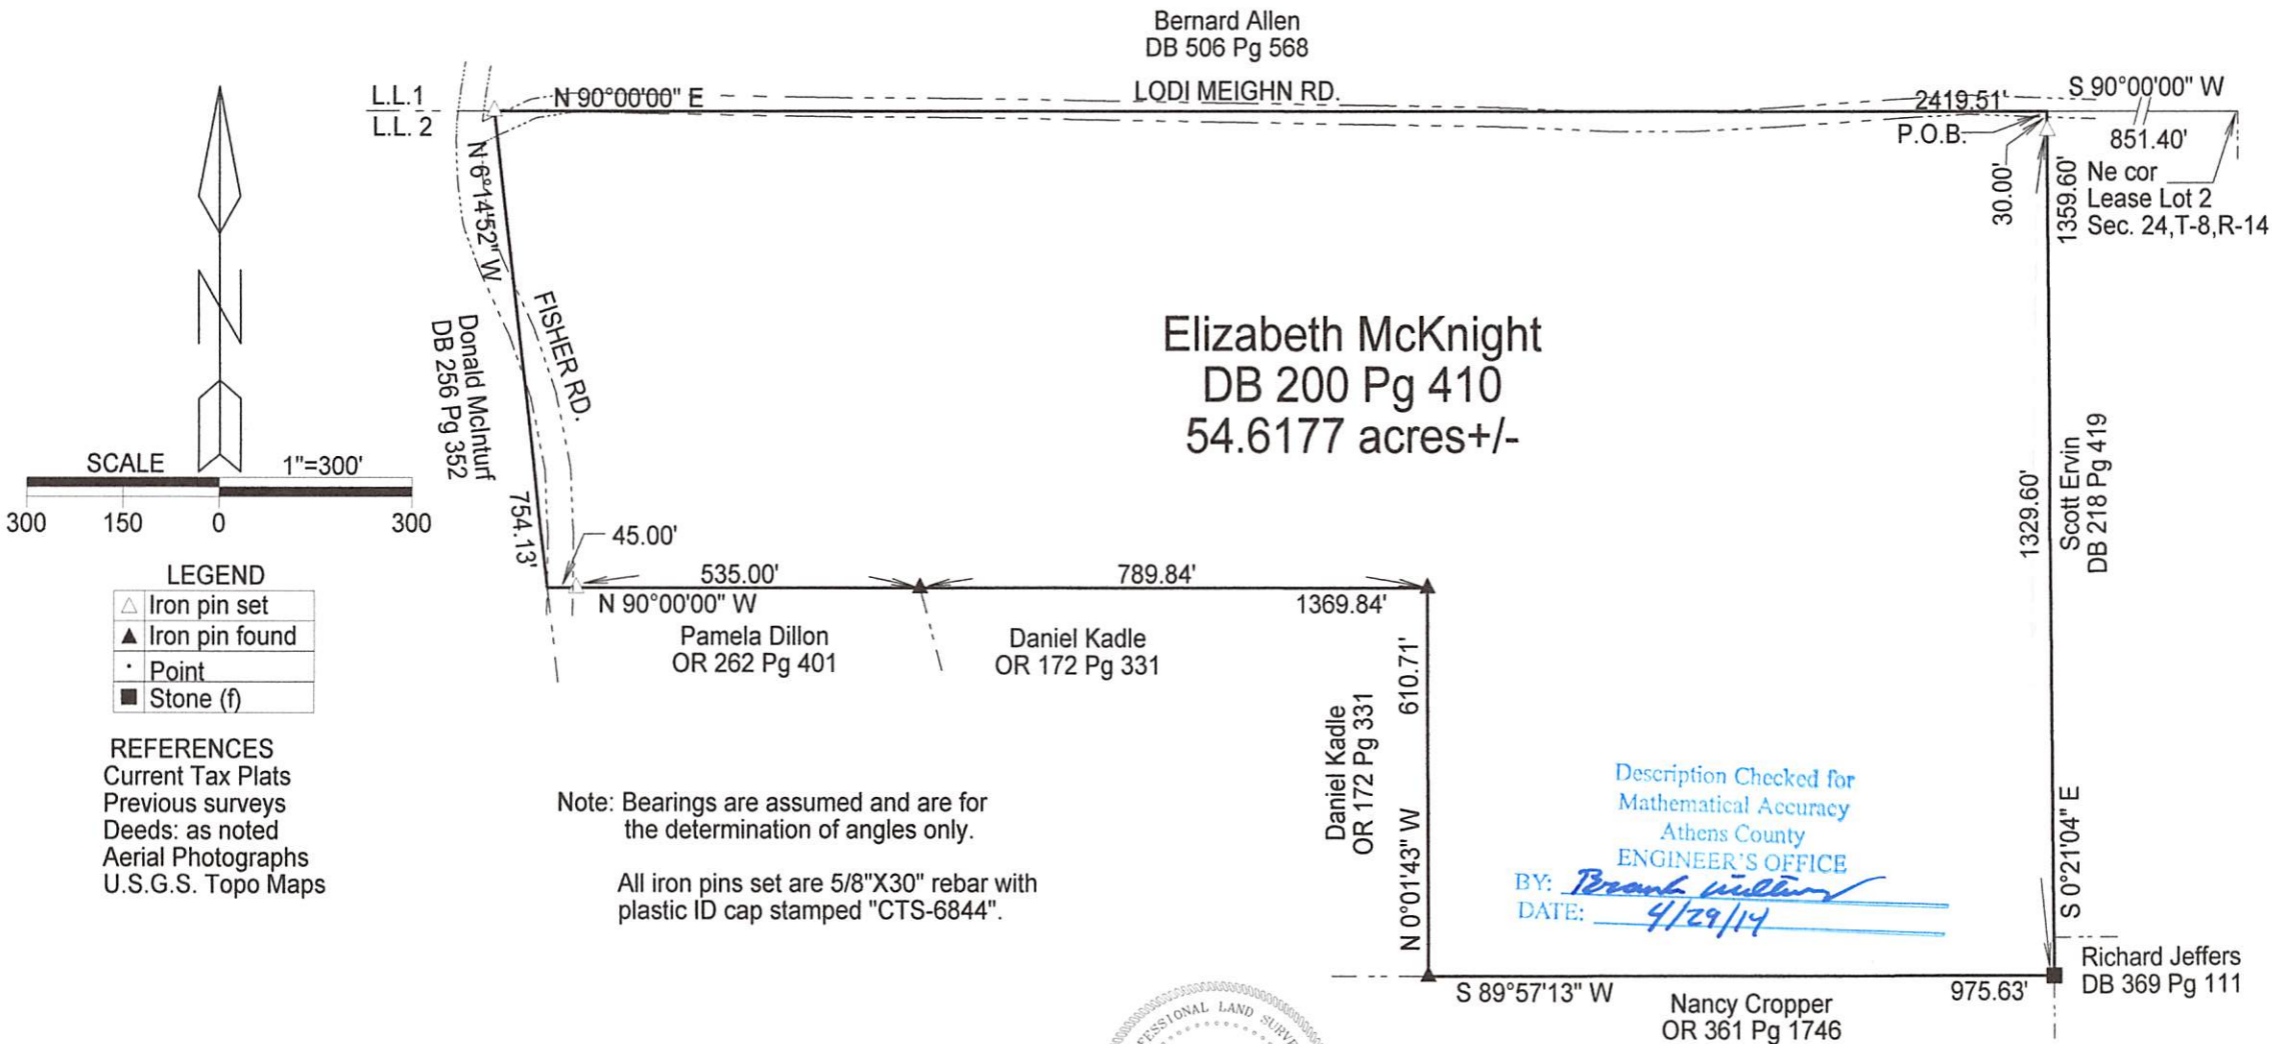 Bernard Allen
DB 506 Pg 568
LODI MEIGHN RD.
L.L.1
L.L. 2
N 90°00'00" E
2419.51'
S 90°00'00" W
851.40'
P.O.B.
30.00'
1359.60'
Ne cor
Lease Lot 2
Sec. 24,T-8,R-14
N 6°14'52" W
FISHER RD.
Donald McInturf
DB 256 Pg 352
754.13'
Elizabeth McKnight
DB 200 Pg 410
54.6177 acres+/-
Scott Ervin
DB 218 Pg 419
1329.60'
N
SCALE 1"=300'
300 150 0 300
45.00'
535.00'
789.84'
N 90°00'00" W
1369.84'
Pamela Dillon
OR 262 Pg 401
Daniel Kadle
OR 172 Pg 331
LEGEND
Iron pin set
Iron pin found
Point
Stone (f)
REFERENCES
Current Tax Plats
Previous surveys
Deeds: as noted
Aerial Photographs
U.S.G.S. Topo Maps
Note: Bearings are assumed and are for
the determination of angles only.
All iron pins set are 5/8"X30" rebar with
plastic ID cap stamped "CTS-6844".
610.71'
Daniel Kadle
OR 172 Pg 331
N 0°01'43" W
Description Checked for
Mathematical Accuracy
Athens County
ENGINEER'S OFFICE
BY:
DATE: 4/29/14
S 0°21'04" E
Richard Jeffers
DB 369 Pg 111
S 89°57'13" W
975.63'
Nancy Cropper
OR 361 Pg 1746
LAND